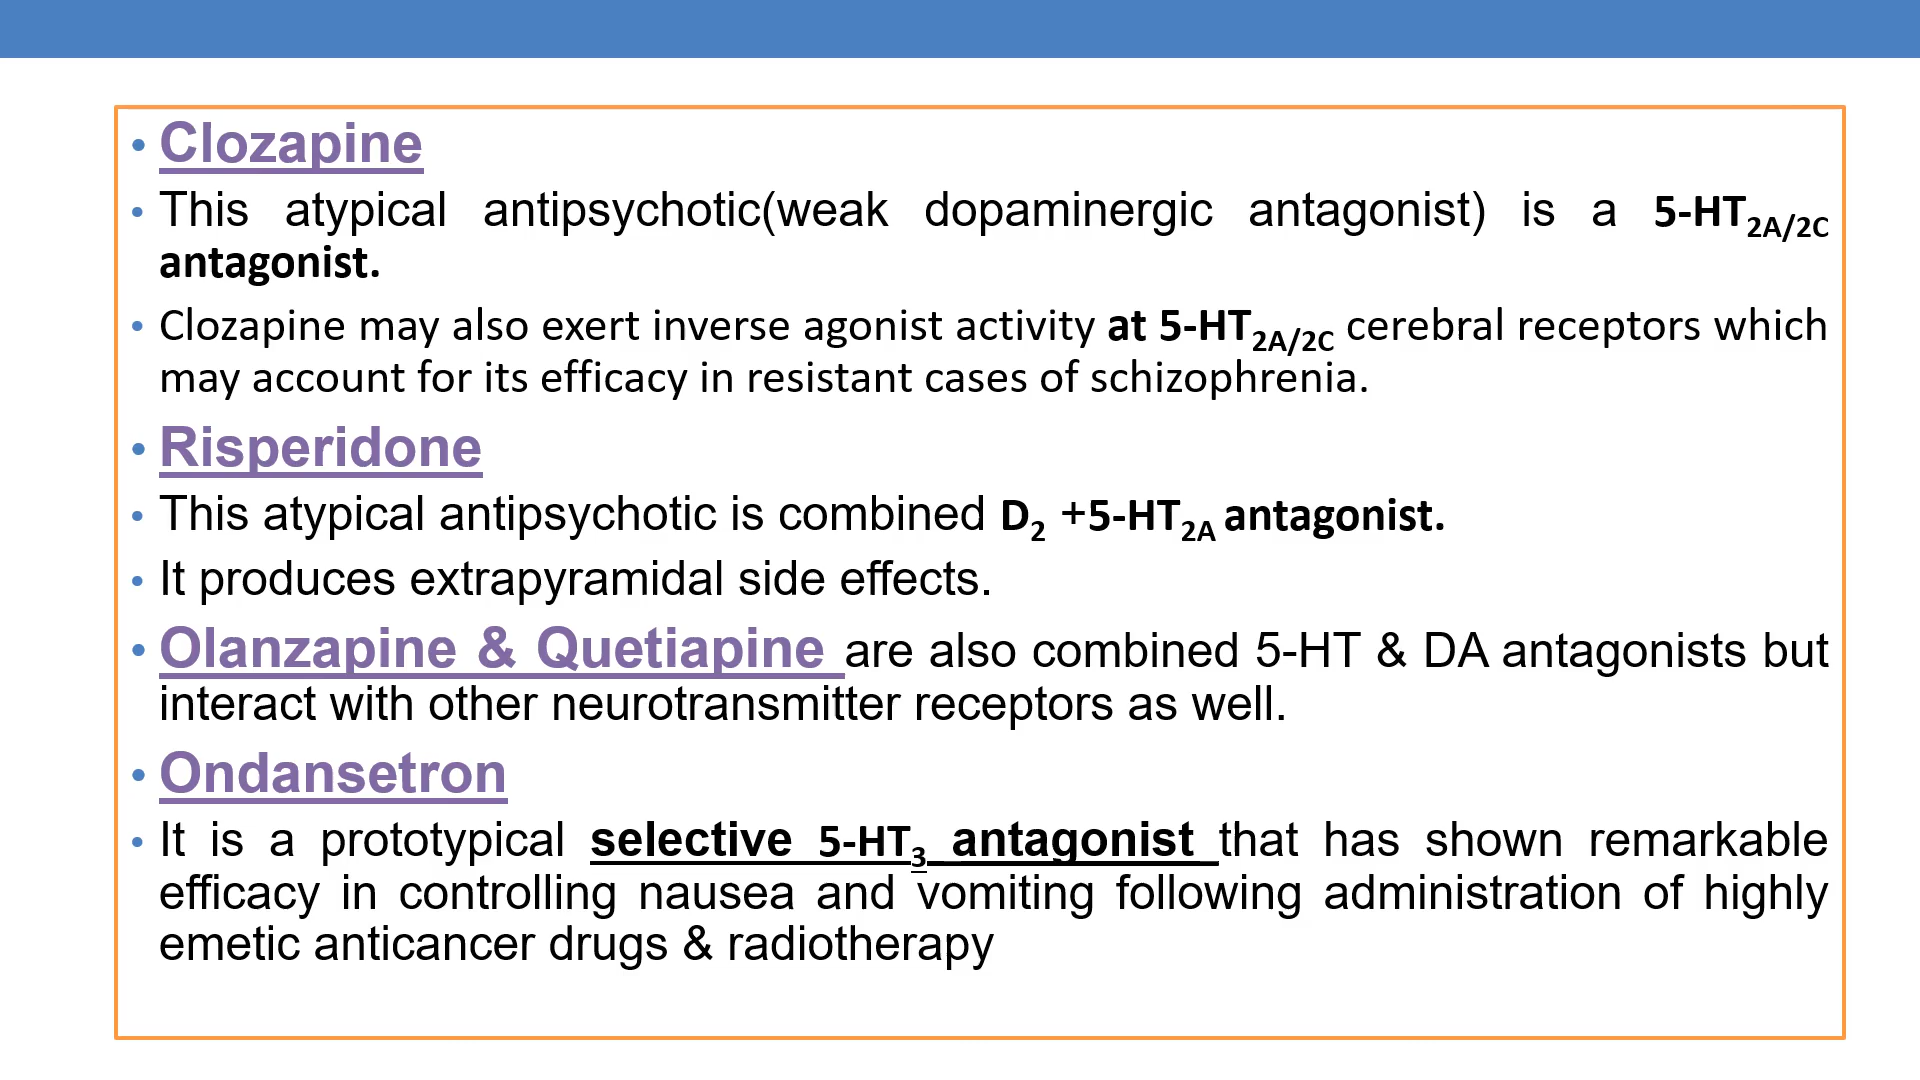 • Clozapine
• This atypical antipsychotic(weak dopaminergic antagonist) is a 5-HT2A/2C
antagonist.
• Clozapine may also exert inverse agonist activity at 5-HT2A/2C cerebral receptors which
may account for its efficacy in resistant cases of schizophrenia.
• Risperidone
• This atypical antipsychotic is combined D2 +5-HT2A antagonist.
• It produces extrapyramidal side effects.
• Olanzapine & Quetiapine are also combined 5-HT & DA antagonists but
interact with other neurotransmitter receptors as well.
• Ondansetron
• It is a prototypical selective 5-HT3 antagonist that has shown remarkable
efficacy in controlling nausea and vomiting following administration of highly
emetic anticancer drugs & radiotherapy